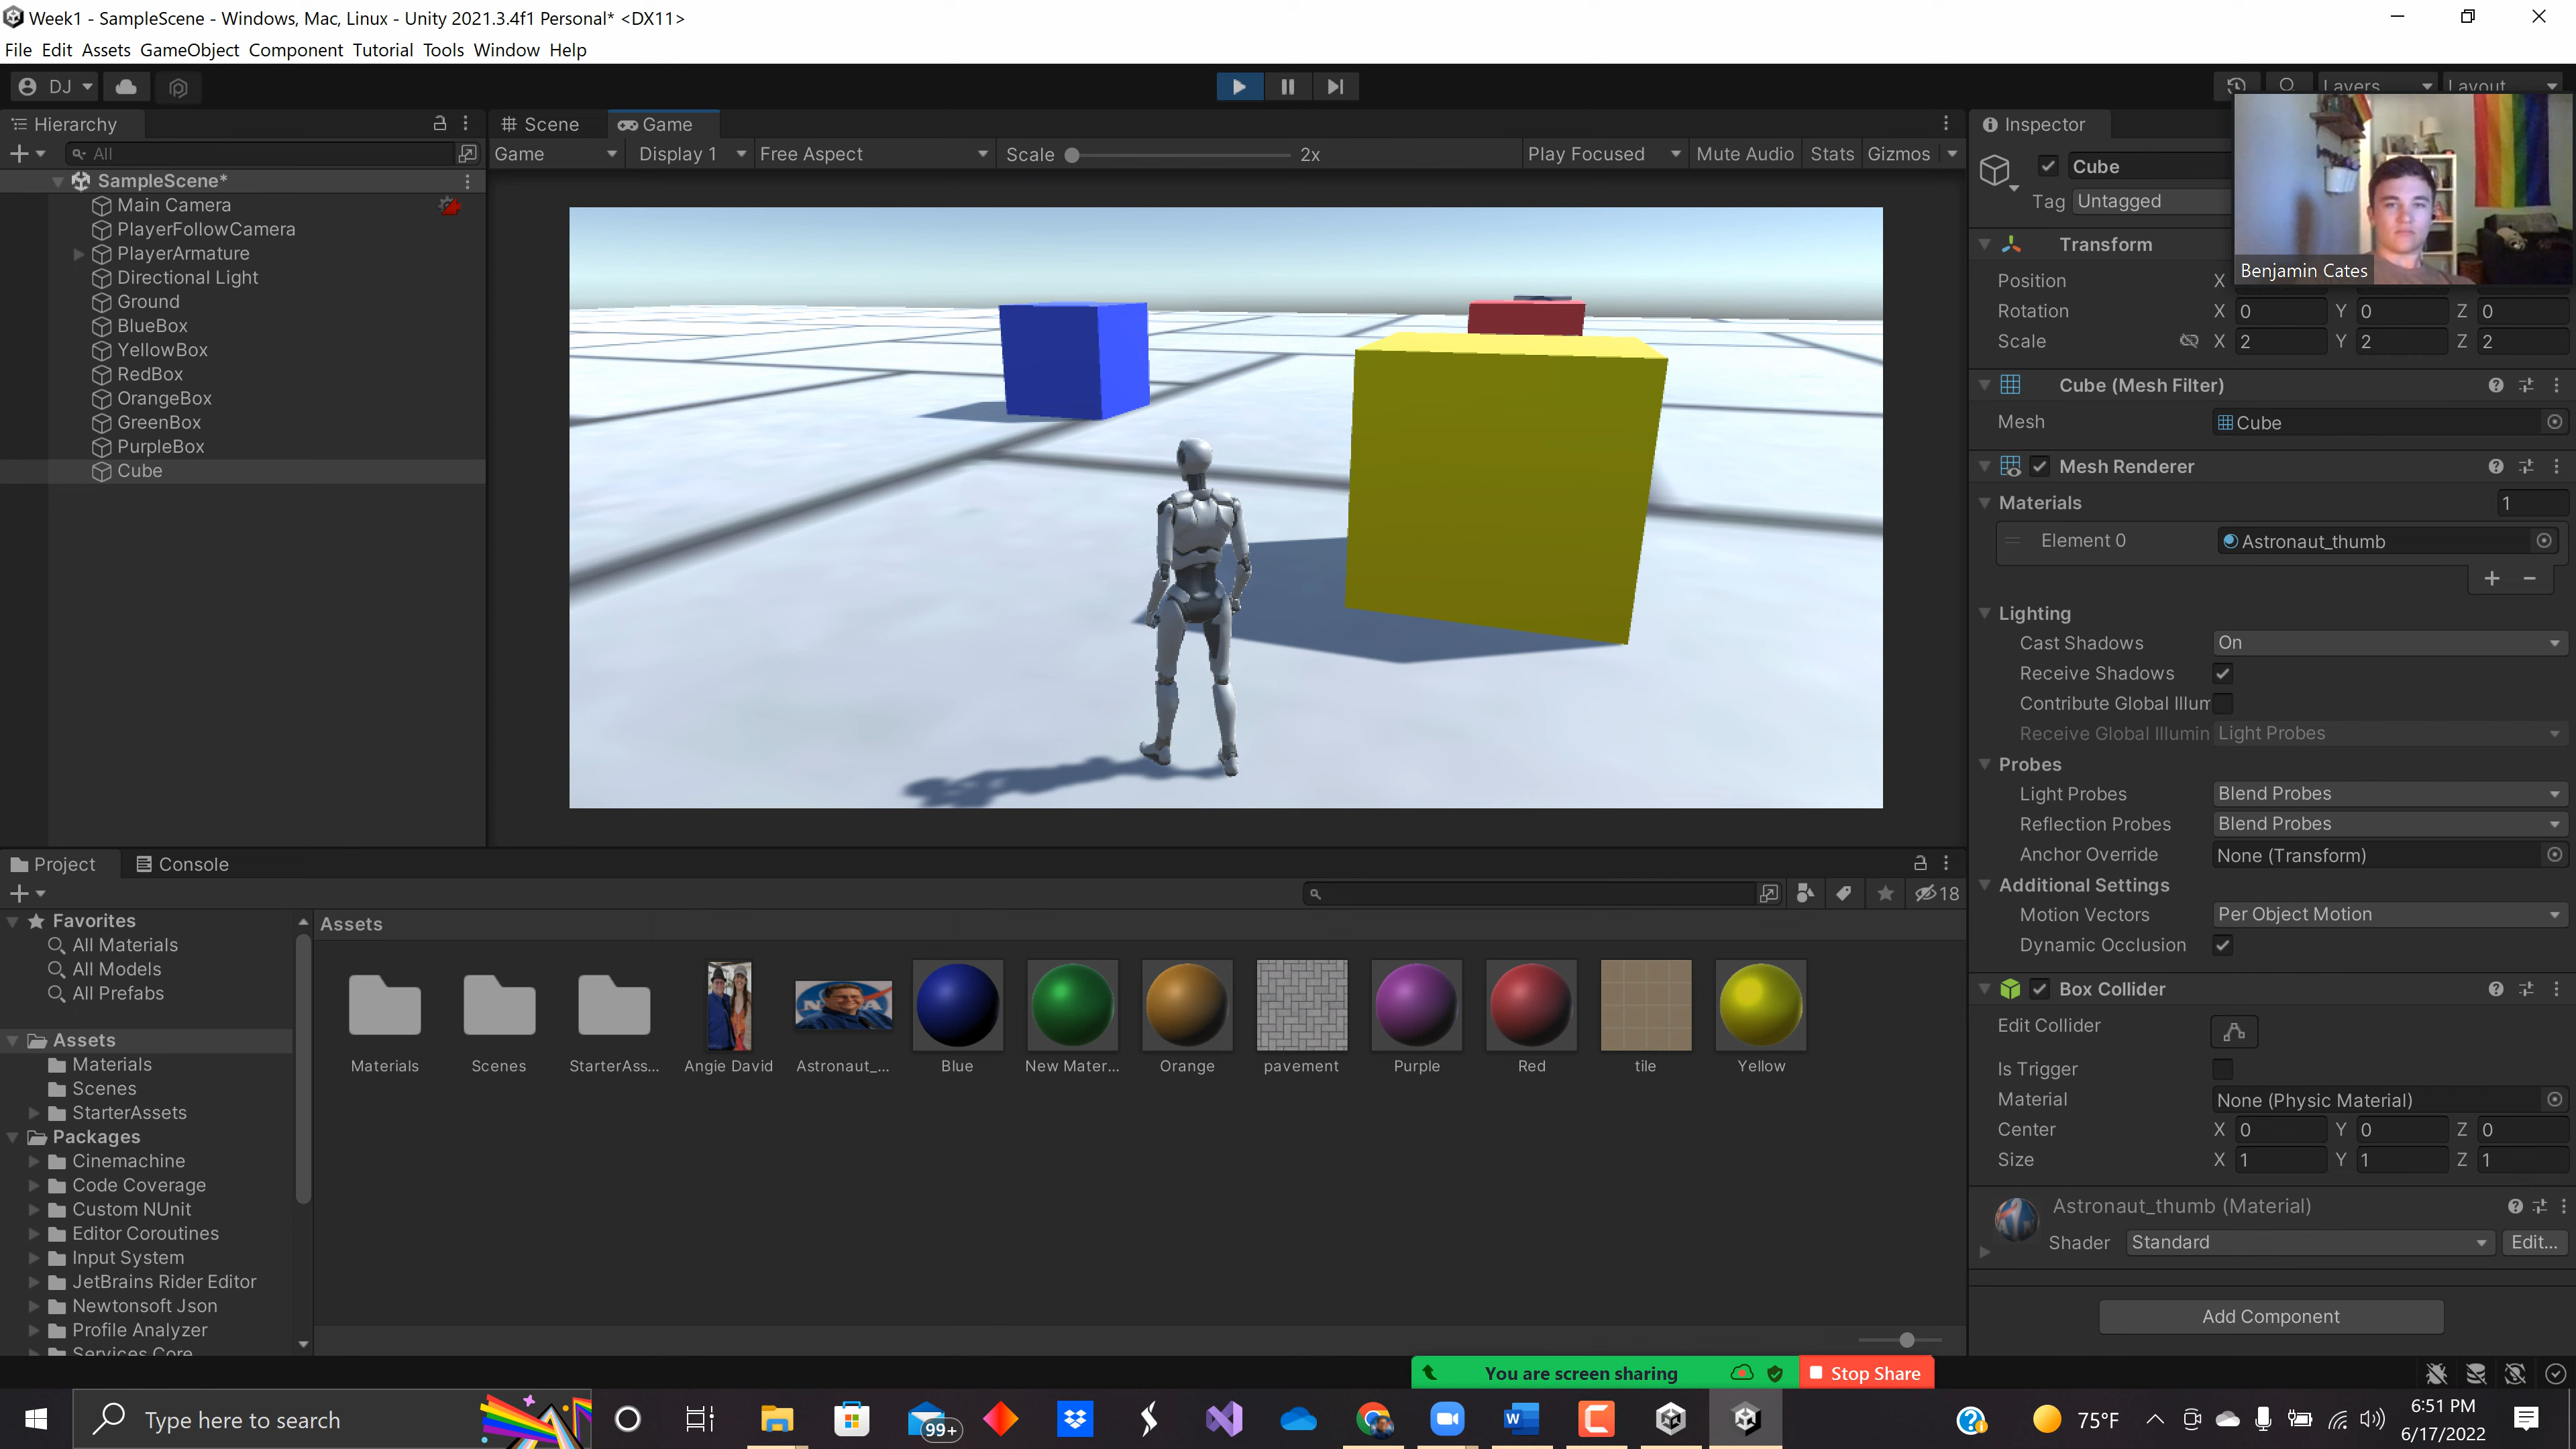 Week1 - SampleScene - Windows, Mac, Linux - Unity 2021.3.4f1 Personal* <DX11>
File Edit Assets GameObject Component Tutorial Tools Window Help
DJ
Layers Layout
Hierarchy
All
SampleScene*
Main Camera
PlayerFollowCamera
PlayerArmature
Directional Light
Ground
BlueBox
YellowBox
RedBox
OrangeBox
GreenBox
PurpleBox
Cube
Scene Game
Game Display 1 Free Aspect Scale 2x Play Focused Mute Audio Stats Gizmos
Inspector
Cube
Tag Untagged
Benjamin Cates
Transform
Position X
Rotation X 0 Y 0 Z 0
Scale X 2 Y 2 Z 2
Cube (Mesh Filter)
Mesh Cube
Mesh Renderer
Materials 1
Element 0 Astronaut_thumb
Lighting
Cast Shadows On
Receive Shadows
Contribute Global Illum
Receive Global Illumin Light Probes
Probes
Light Probes Blend Probes
Reflection Probes Blend Probes
Anchor Override None (Transform)
Additional Settings
Motion Vectors Per Object Motion
Dynamic Occlusion
Box Collider
Edit Collider
Is Trigger
Material None (Physic Material)
Center X 0 Y 0 Z 0
Size X 1 Y 1 Z 1
Astronaut_thumb (Material)
Shader Standard Edit...
Add Component
Project Console
18
Favorites
All Materials
All Models
All Prefabs
Assets
Materials
Scenes
StarterAssets
Packages
Cinemachine
Code Coverage
Custom NUnit
Editor Coroutines
Input System
JetBrains Rider Editor
Newtonsoft Json
Profile Analyzer
Services Core
Assets
Materials Scenes StarterAss... Angie David Astronaut_... Blue New Mater... Orange pavement Purple Red tile Yellow
You are screen sharing Stop Share
Type here to search
99+
75°F
6:51 PM
6/17/2022